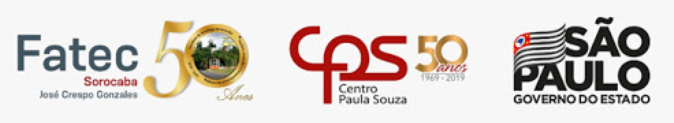 Fatec
Sorocaba
José Crespo Gonzales
50
Anos
CPS
Centro
Paula Souza
50
anos
1969 - 2019
SÃO
PAULO
GOVERNO DO ESTADO